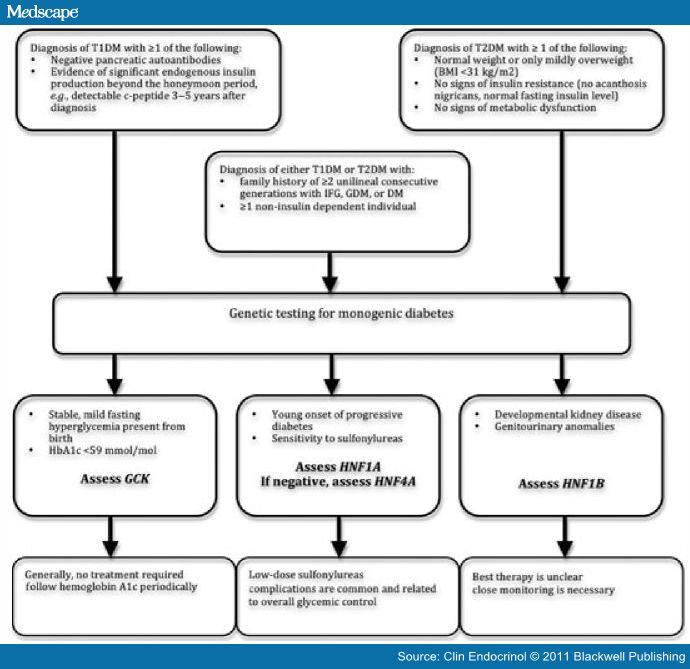 Medscape
Diagnosis of T1DM with ≥1 of the following:
• Negative pancreatic autoantibodies
• Evidence of significant endogenous insulin
production beyond the honeymoon period,
e.g., detectable c-peptide 3–5 years after
diagnosis
Diagnosis of T2DM with ≥ 1 of the following:
• Normal weight or only mildly overweight
(BMI <31 kg/m2)
• No signs of insulin resistance (no acanthosis
nigricans, normal fasting insulin level)
• No signs of metabolic dysfunction
Diagnosis of either T1DM or T2DM with:
• family history of ≥2 unilineal consecutive
generations with IFG, GDM, or DM
• ≥1 non-insulin dependent individual
Genetic testing for monogenic diabetes
• Stable, mild fasting
hyperglycemia present from
birth
• HbA1c <59 mmol/mol
Assess GCK
• Young onset of progressive
diabetes
• Sensitivity to sulfonylureas
Assess HNF1A
If negative, assess HNF4A
• Developmental kidney disease
• Genitourinary anomalies
Assess HNF1B
Generally, no treatment required
follow hemoglobin A1c periodically
Low-dose sulfonylureas
complications are common and related
to overall glycemic control
Best therapy is unclear
close monitoring is necessary
Source: Clin Endocrinol © 2011 Blackwell Publishing